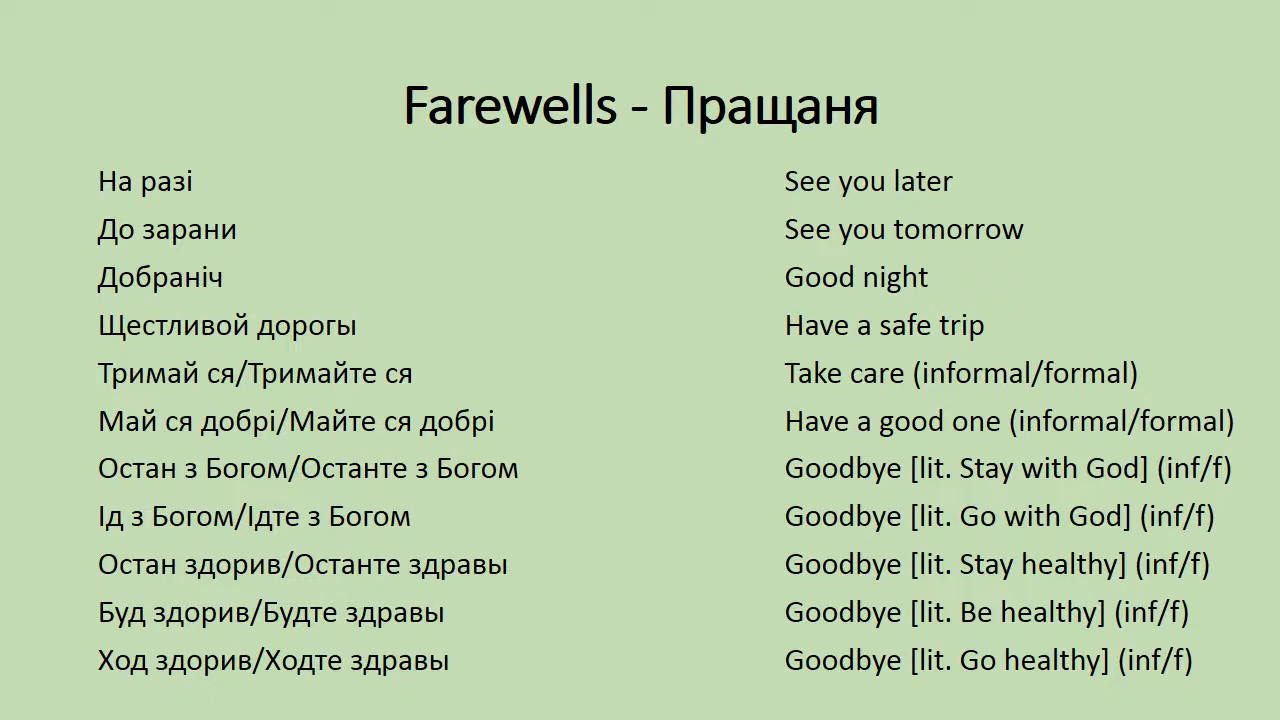 Farewells - Пращаня
На разі See you later
До зарани See you tomorrow
Добраніч Good night
Щестливой дорогы Have a safe trip
Тримай ся/Тримайте ся Take care (informal/formal)
Май ся добрі/Майте ся добрі Have a good one (informal/formal)
Остан з Богом/Останте з Богом Goodbye [lit. Stay with God] (inf/f)
Ід з Богом/Ідте з Богом Goodbye [lit. Go with God] (inf/f)
Остан здорив/Останте здравы Goodbye [lit. Stay healthy] (inf/f)
Буд здорив/Будте здравы Goodbye [lit. Be healthy] (inf/f)
Ход здорив/Ходте здравы Goodbye [lit. Go healthy] (inf/f)